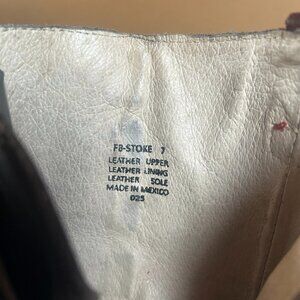 FB-STOKE 7
LEATHER UPPER
LEATHER LINING
LEATHER SOLE
MADE IN MEXICO
025